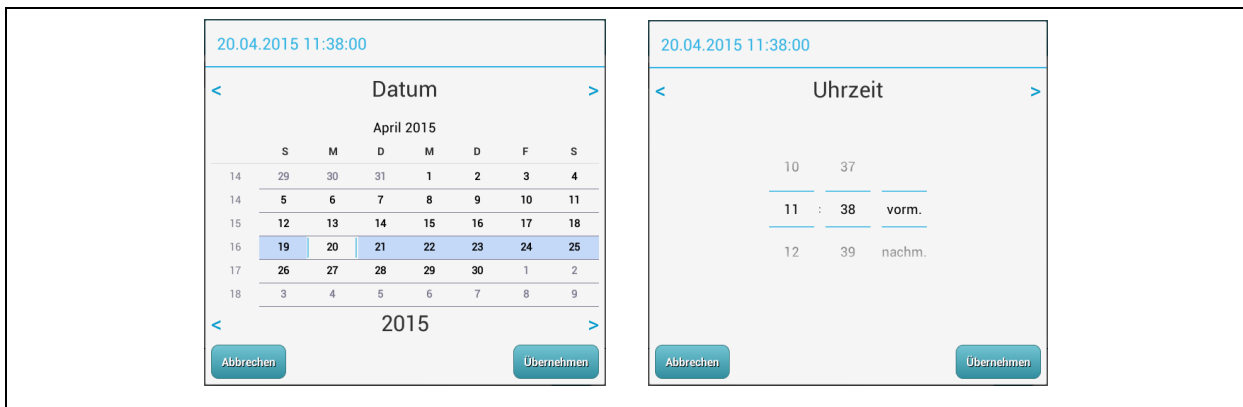 20.04.2015 11:38:00
< Datum >
April 2015
S M D M D F S
14 29 30 31 1 2 3 4
14 5 6 7 8 9 10 11
15 12 13 14 15 16 17 18
16 19 20 21 22 23 24 25
17 26 27 28 29 30 1 2
18 3 4 5 6 7 8 9
< 2015 >
Abbrechen Übernehmen
20.04.2015 11:38:00
< Uhrzeit >
10 37
11 : 38 vorm.
12 39 nachm.
Abbrechen Übernehmen